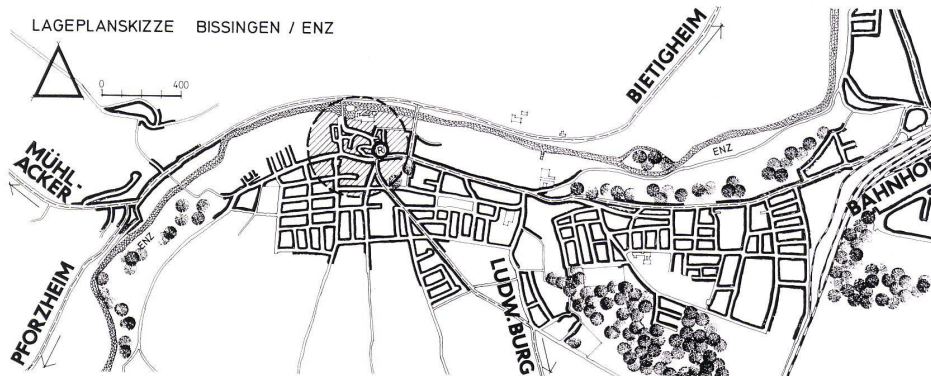 LAGEPLANSKIZZE BISSINGEN / ENZ
0 400
BIETIGHEIM
MÜHL-
ACKER
R
ENZ
ENZ
BAHNHOF
PFORZHEIM
LUDW.BURG